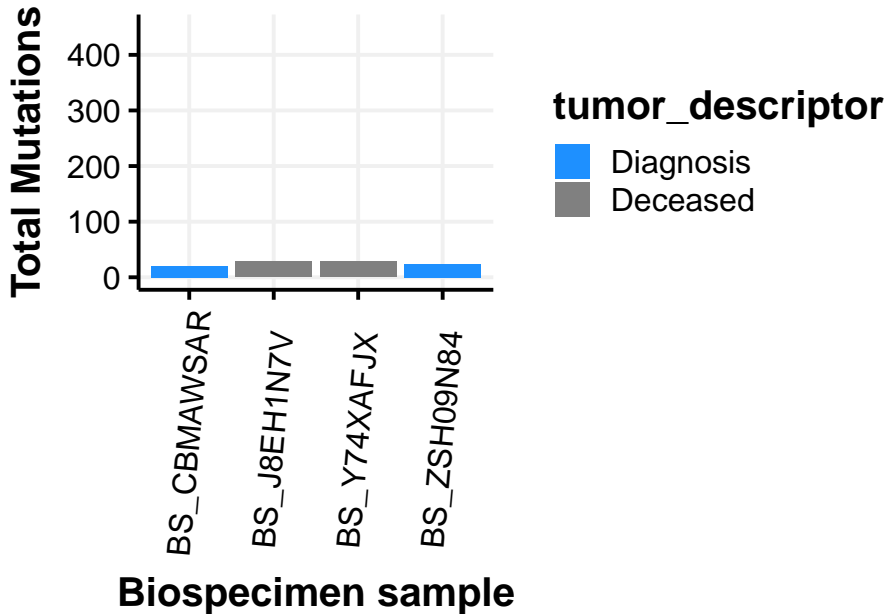 Total Mutations
400
300
200
100
0
BS_CBMAWSAR
BS_J8EH1N7V
BS_Y74XAFJX
BS_ZSH09N84
Biospecimen sample
tumor_descriptor
Diagnosis
Deceased